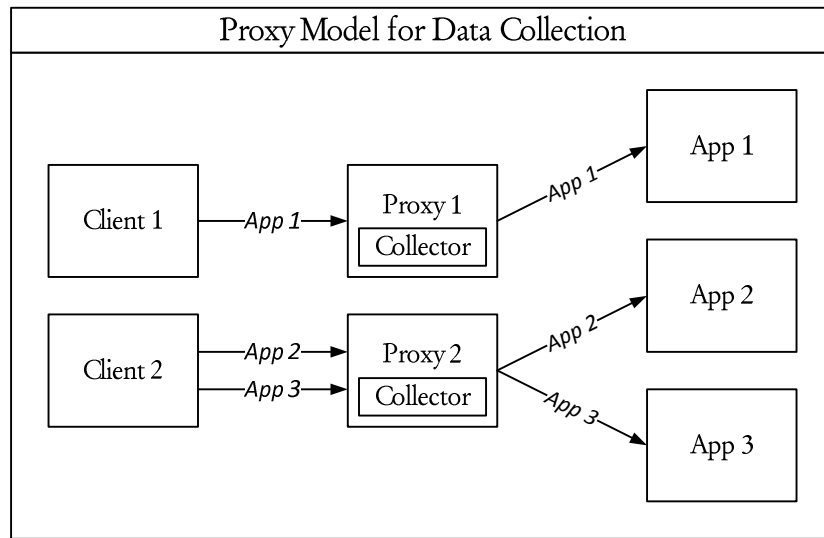 Proxy Model for Data Collection
Client 1
App 1
Proxy 1
Collector
App 1
App 1
Client 2
App 2
App 3
Proxy 2
Collector
App 2
App 2
App 3
App 3